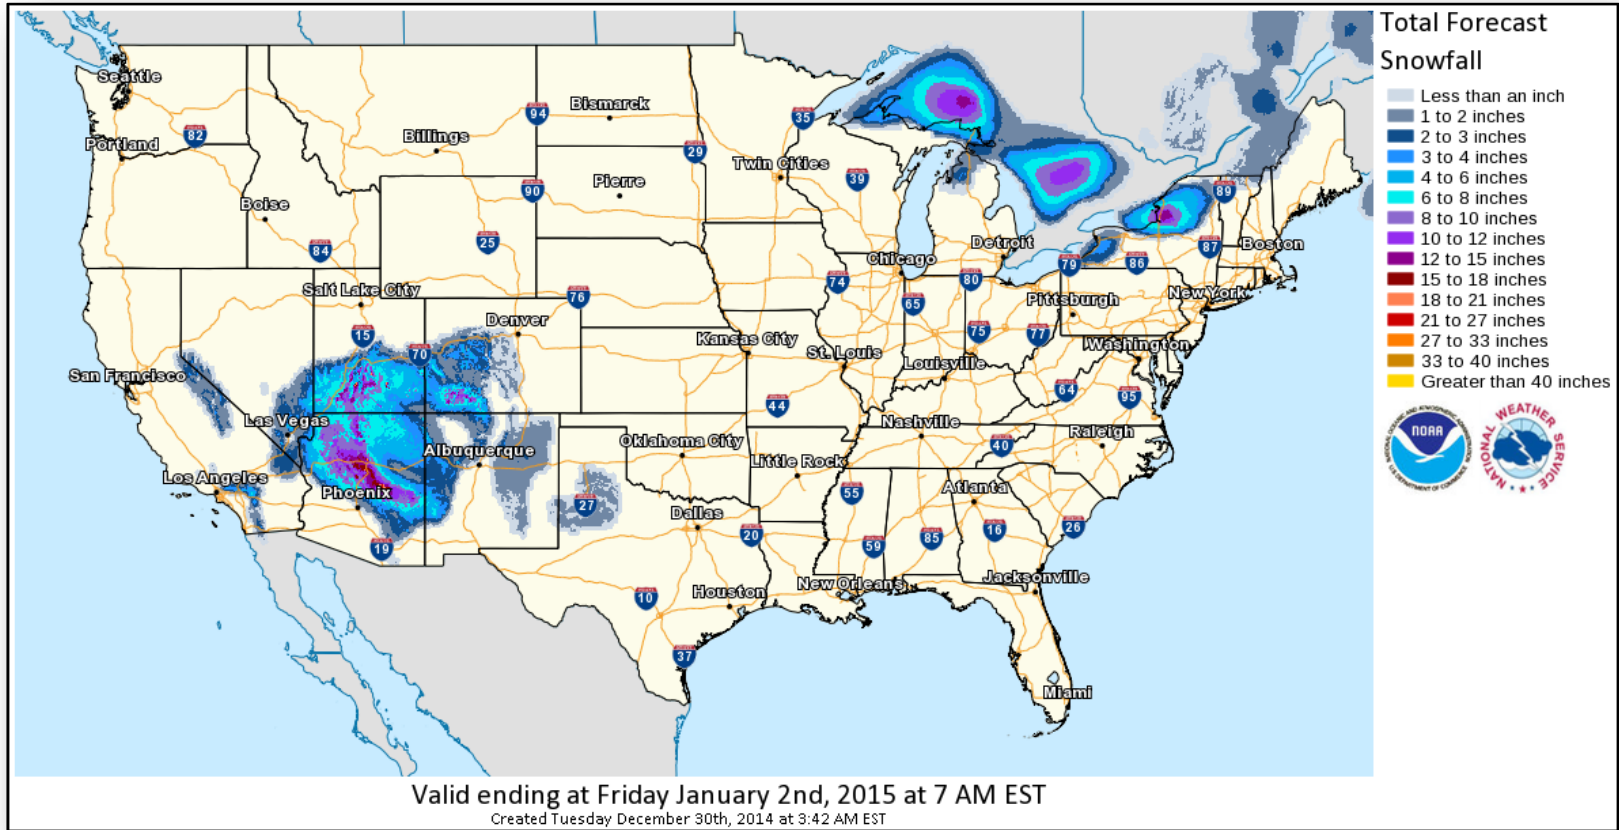 Total Forecast
Snowfall
Less than an inch
1 to 2 inches
2 to 3 inches
3 to 4 inches
4 to 6 inches
6 to 8 inches
8 to 10 inches
10 to 12 inches
12 to 15 inches
15 to 18 inches
18 to 21 inches
21 to 27 inches
27 to 33 inches
33 to 40 inches
Greater than 40 inches
NOAA
NATIONAL WEATHER SERVICE
Seattle
Portland
82
Billings
94
Bismarck
35
29
Twin Cities
39
90
Pierre
Boise
84
25
89
87
Boston
Detroit
Chicago
79
86
74
80
65
Salt Lake City
76
Pittsburgh
New York
15
Denver
70
Kansas City
St. Louis
75
77
Washington
Louisville
San Francisco
64
95
44
Las Vegas
Nashville
Raleigh
Albuquerque
Oklahoma City
40
Little Rock
Los Angeles
Phoenix
27
55
Atlanta
Dallas
20
16
26
19
59
85
10
Houston
New Orleans
Jacksonville
37
Miami
Valid ending at Friday January 2nd, 2015 at 7 AM EST
Created Tuesday December 30th, 2014 at 3:42 AM EST